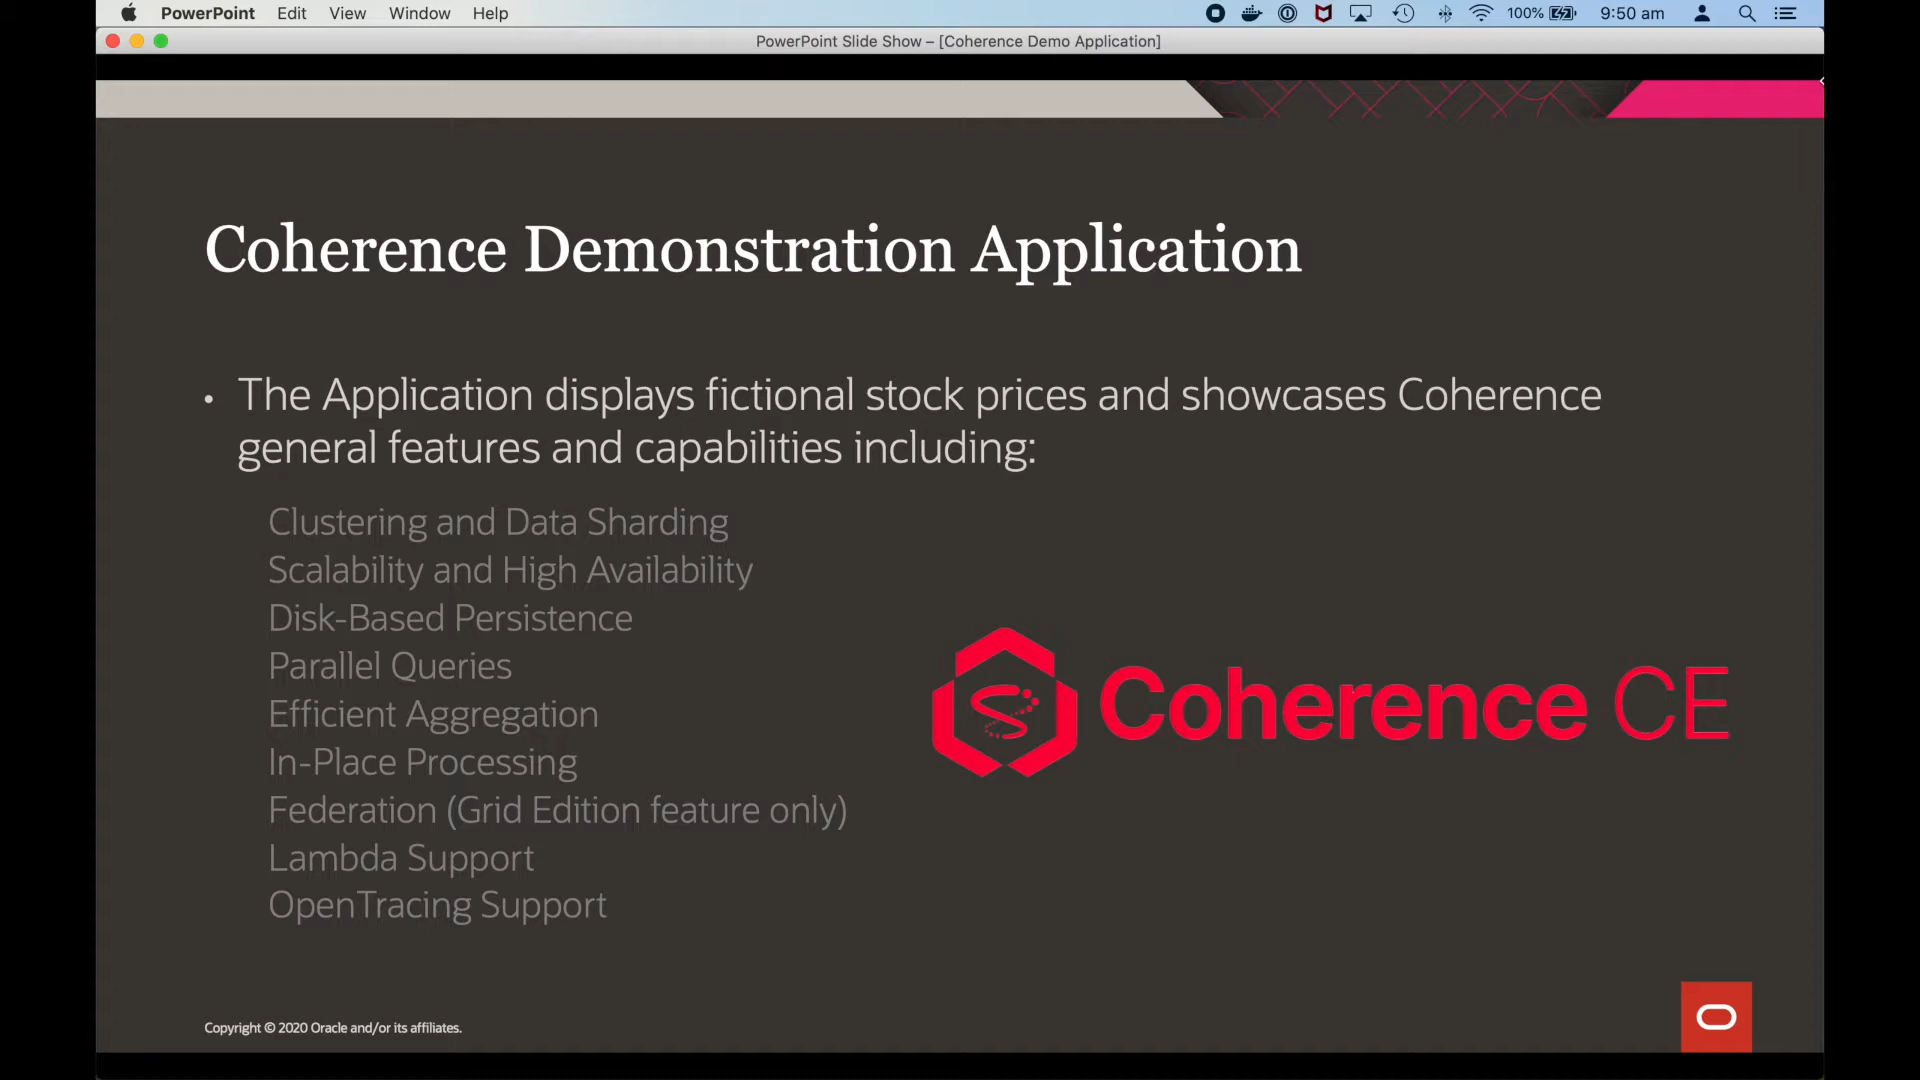 PowerPoint Edit View Window Help 100% 9:50 am
PowerPoint Slide Show – [Coherence Demo Application]
Coherence Demonstration Application
• The Application displays fictional stock prices and showcases Coherence
general features and capabilities including:
Clustering and Data Sharding
Scalability and High Availability
Disk-Based Persistence
Parallel Queries
Efficient Aggregation
In-Place Processing
Federation (Grid Edition feature only)
Lambda Support
OpenTracing Support
Coherence CE
Copyright © 2020 Oracle and/or its affiliates.